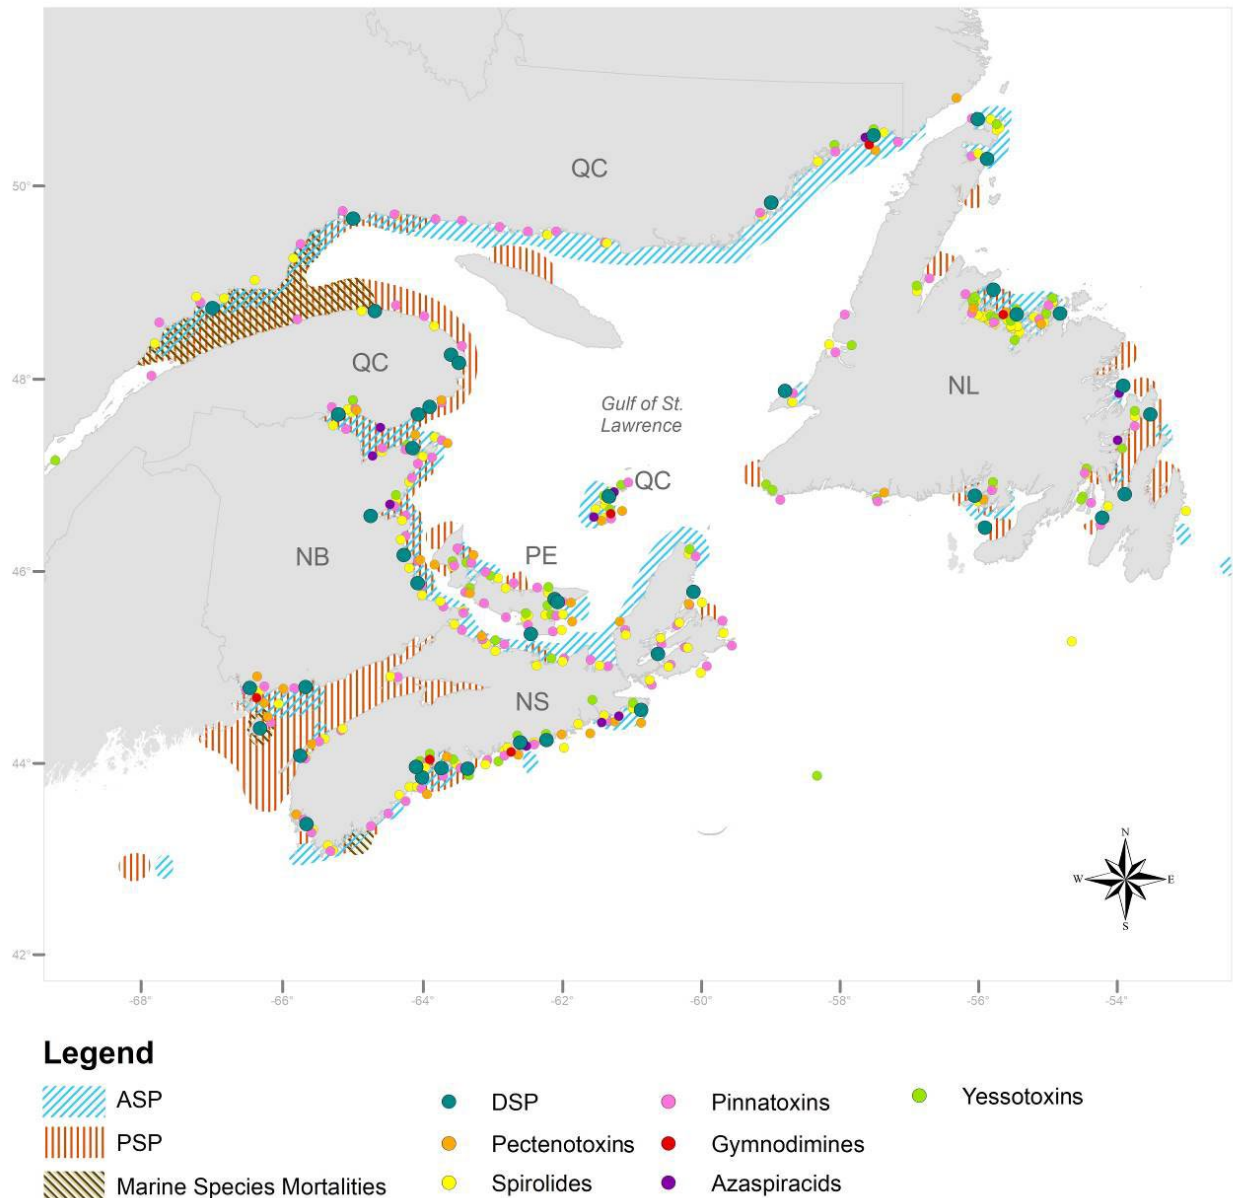 QC
50°
QC
48°
NL
Gulf of St.
Lawrence
QC
NB
PE
46°
NS
44°
N
W
E
S
42°
-68°
-66°
-64°
-62°
-60°
-58°
-56°
-54°
Legend
ASP
DSP
Pinnatoxins
Yessotoxins
PSP
Pectenotoxins
Gymnodimines
Marine Species Mortalities
Spirolides
Azaspiracids